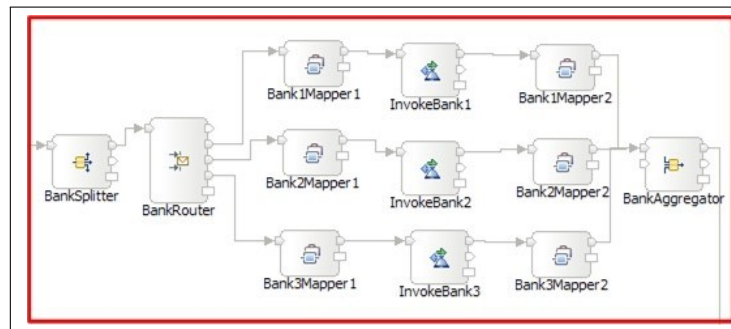 Bank1Mapper1
InvokeBank1
Bank1Mapper2
BankSplitter
BankRouter
Bank2Mapper1
InvokeBank2
Bank2Mapper2
BankAggregator
Bank3Mapper1
InvokeBank3
Bank3Mapper2